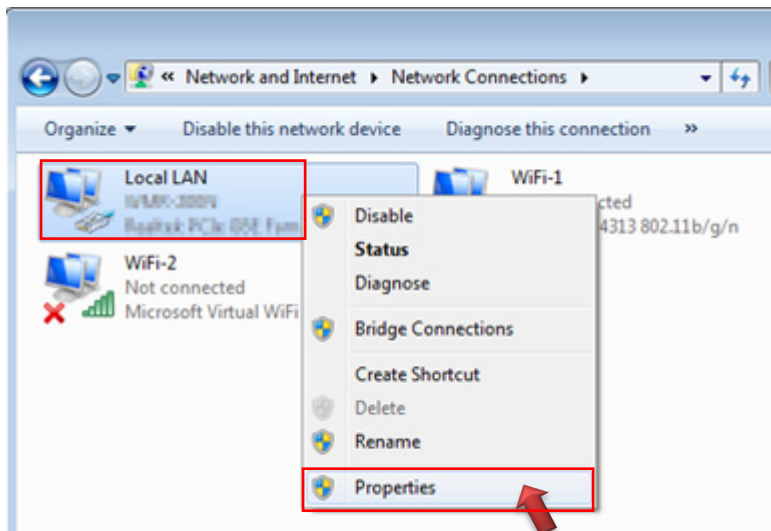 « Network and Internet ▸ Network Connections ▸
Organize ▾ Disable this network device Diagnose this connection »
Local LAN
WiFi-1
cted
4313 802.11b/g/n
WiFi-2
Not connected
Microsoft Virtual WiFi
Disable
Status
Diagnose
Bridge Connections
Create Shortcut
Delete
Rename
Properties